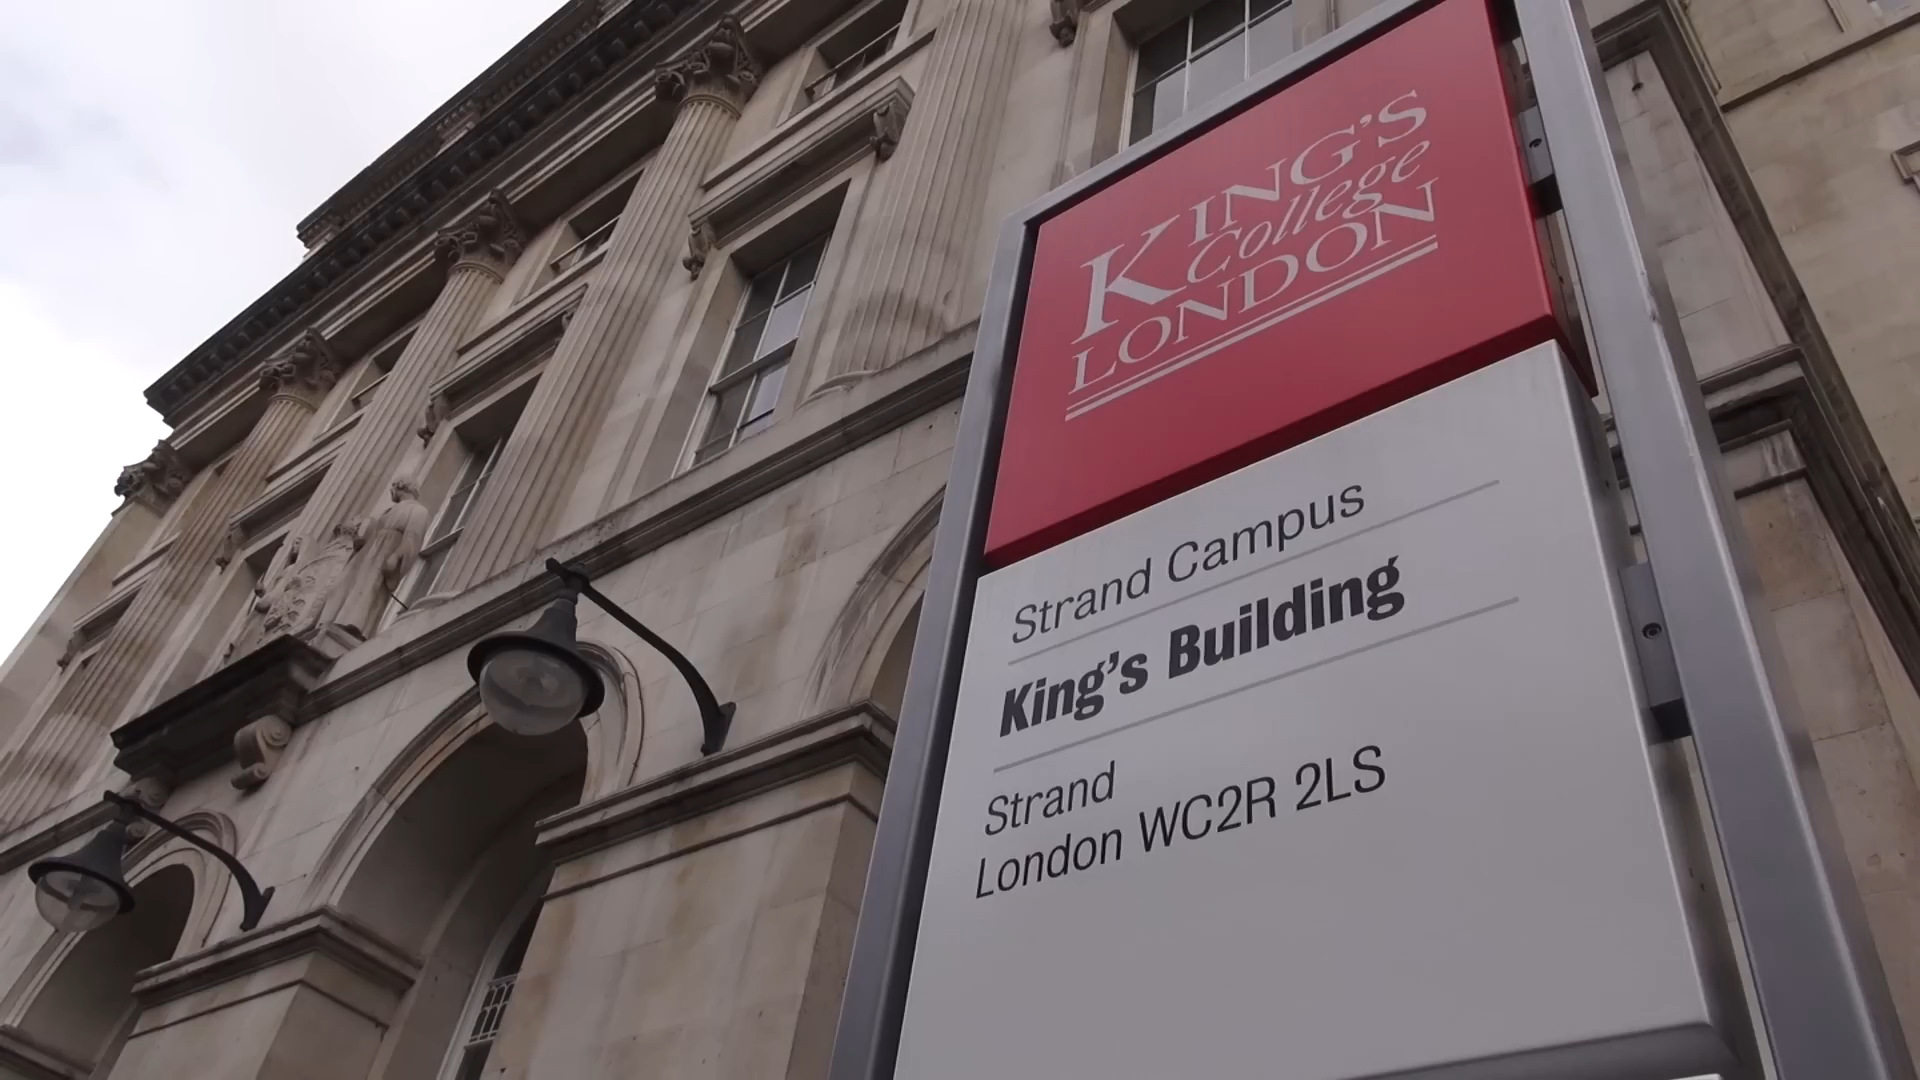 KING'S
College
LONDON
Strand Campus
King's Building
Strand
London WC2R 2LS